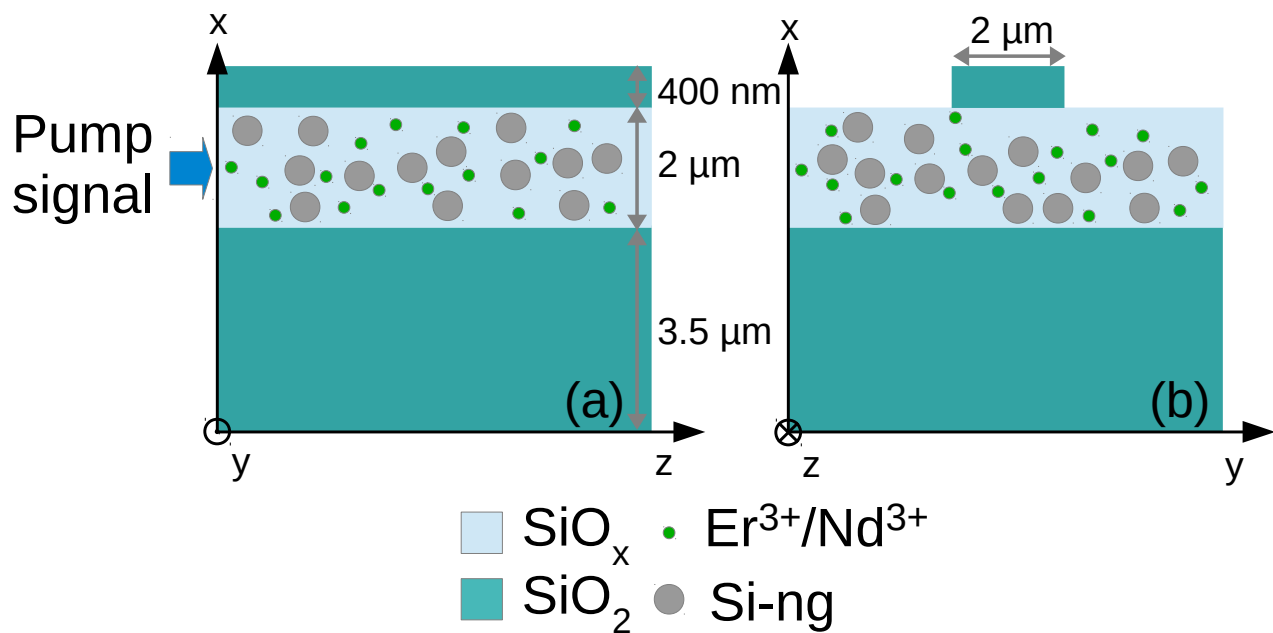 x
Pump
signal
400 nm
2 µm
3.5 µm
(a)
y
z
x
2 µm
(b)
z
y
SiOₓ
Er³⁺/Nd³⁺
SiO₂
Si-ng